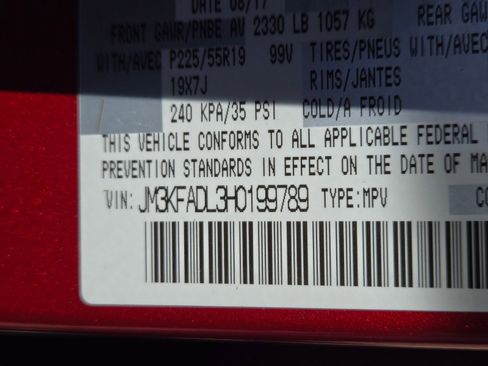 DATE 08/17
FRONT GAWR/PNBE AV 2330 LB 1057 KG REAR GAW
WITH/AVEC P225/55R19 99V TIRES/PNEUS WITH/AVEC
19X7J RIMS/JANTES
240 KPA/35 PSI COLD/A FROID
THIS VEHICLE CONFORMS TO ALL APPLICABLE FEDERAL
PREVENTION STANDARDS IN EFFECT ON THE DATE OF MA
VIN: JM3KFADL3H0199789 TYPE:MPV CO